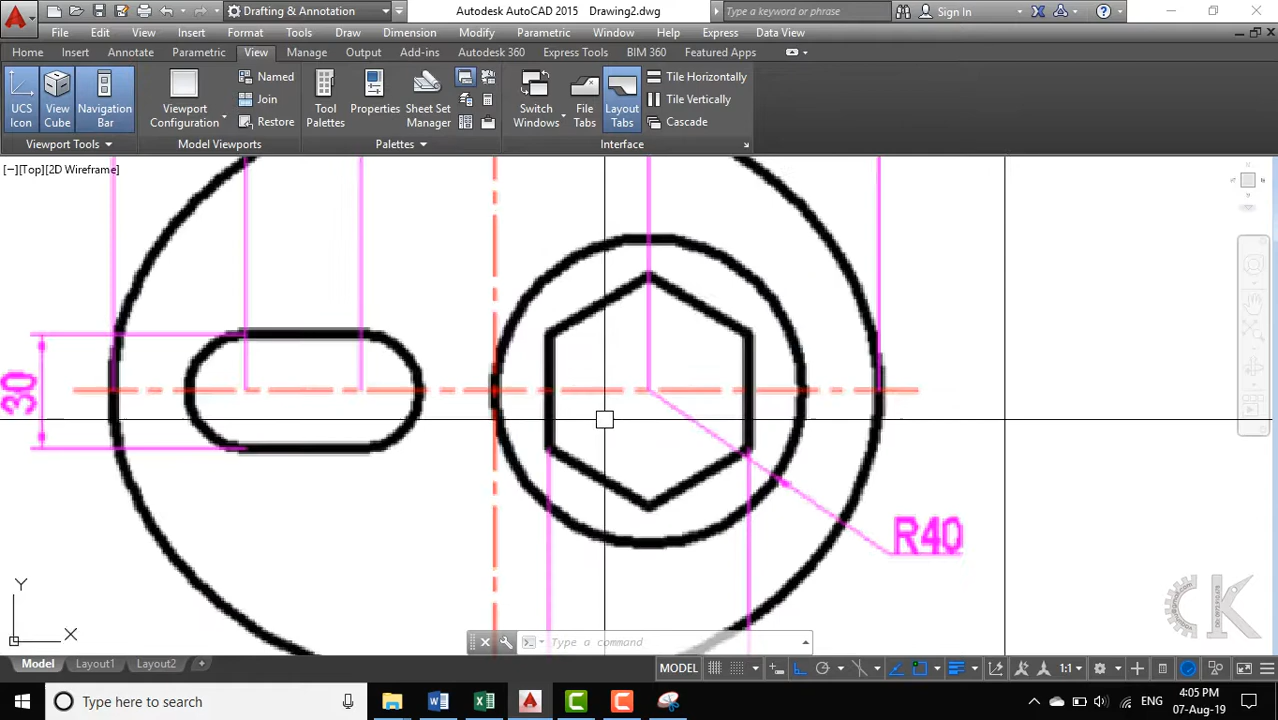 Drafting & Annotation
Autodesk AutoCAD 2015 Drawing2.dwg
Type a keyword or phrase
Sign In
File Edit View Insert Format Tools Draw Dimension Modify Parametric Window Help Express Data View
Home Insert Annotate Parametric View Manage Output Add-ins Autodesk 360 Express Tools BIM 360 Featured Apps
UCS Icon
View Cube
Navigation Bar
Viewport Configuration
Named
Join
Restore
Tool Palettes
Properties
Sheet Set Manager
Switch Windows
File Tabs
Layout Tabs
Tile Horizontally
Tile Vertically
Cascade
Viewport Tools Model Viewports Palettes Interface
[−][Top][2D Wireframe]
30
R40
Y
X
Type a command
Model Layout1 Layout2 +
MODEL
1:1
Type here to search
ENG
4:05 PM
07-Aug-19